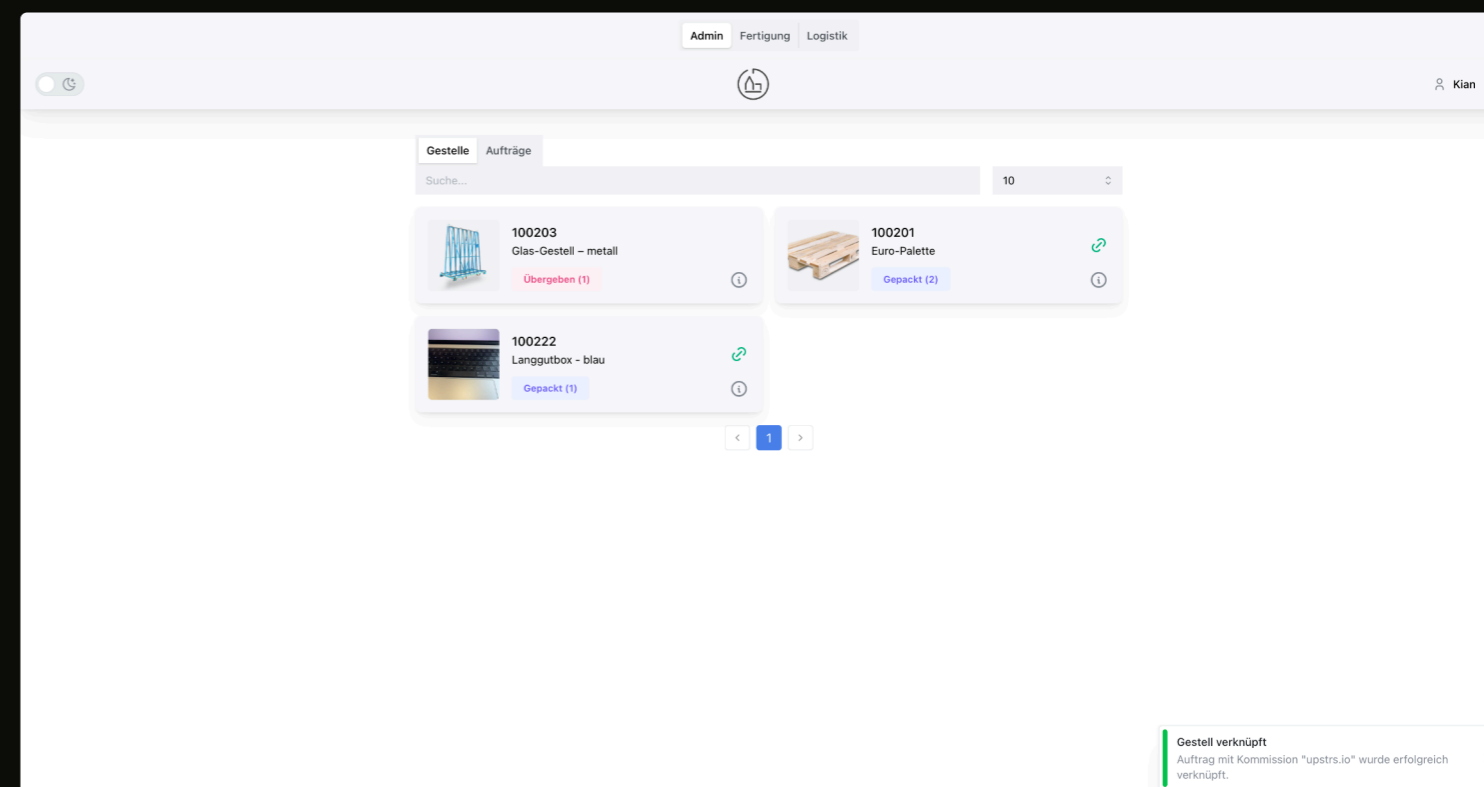 Admin Fertigung Logistik
Kian
Gestelle Aufträge
Suche...
10
100203
Glas-Gestell – metall
Übergeben (1)
100201
Euro-Palette
Gepackt (2)
100222
Langgutbox - blau
Gepackt (1)
1
Gestell verknüpft
Auftrag mit Kommission "upstrs.io" wurde erfolgreich
verknüpft.